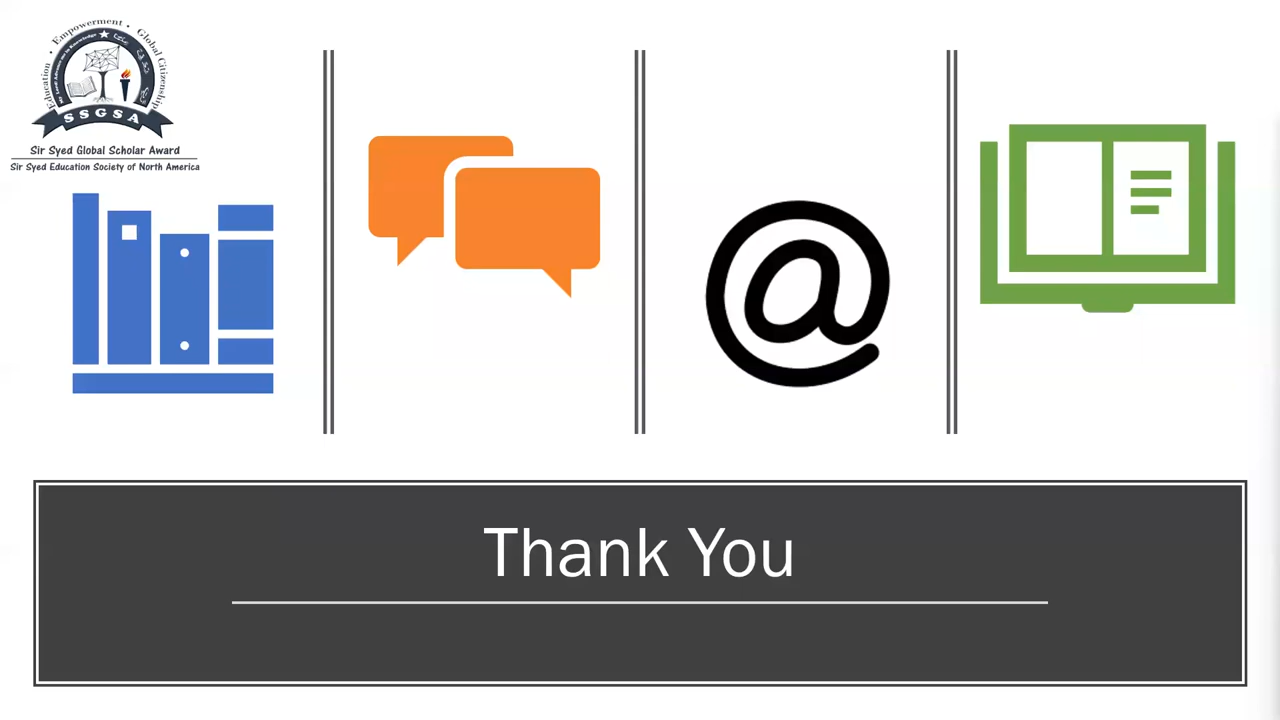 Education • Empowerment • Global Citizenship
SSGSA
Sir Syed Global Scholar Award
Sir Syed Education Society of North America
@
Thank You